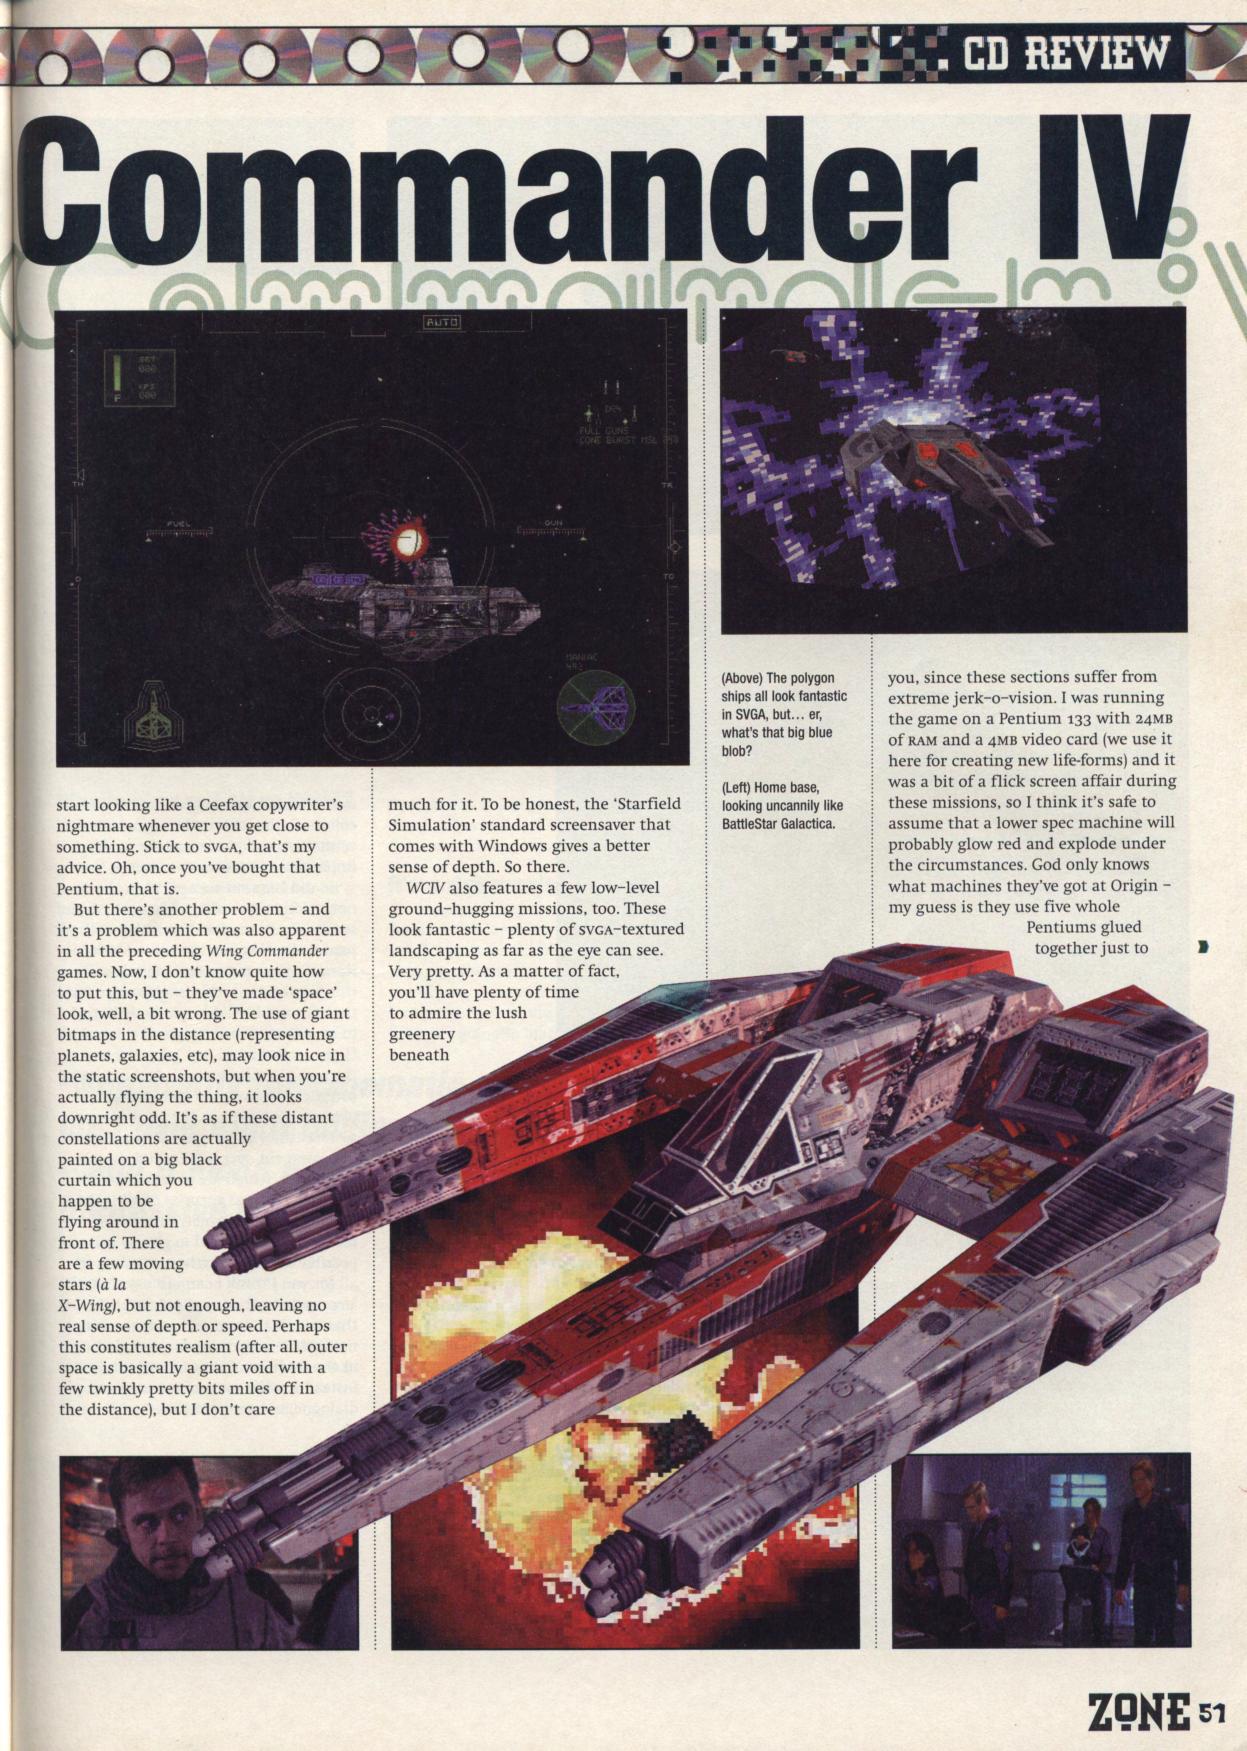 CD REVIEW
Commander IV
AUTO
SET
000
KPS
000
F
FULL GUNS
FUEL
GUN
TR
TD
MANIAC
(Above) The polygon
ships all look fantastic
in SVGA, but... er,
what's that big blue
blob?
(Left) Home base,
looking uncannily like
BattleStar Galactica.
start looking like a Ceefax copywriter's
nightmare whenever you get close to
something. Stick to SVGA, that's my
advice. Oh, once you've bought that
Pentium, that is.
But there's another problem – and
it's a problem which was also apparent
in all the preceding Wing Commander
games. Now, I don't know quite how
to put this, but – they've made 'space'
look, well, a bit wrong. The use of giant
bitmaps in the distance (representing
planets, galaxies, etc), may look nice in
the static screenshots, but when you're
actually flying the thing, it looks
downright odd. It's as if these distant
constellations are actually
painted on a big black
curtain which you
happen to be
flying around in
front of. There
are a few moving
stars (à la
X-Wing), but not enough, leaving no
real sense of depth or speed. Perhaps
this constitutes realism (after all, outer
space is basically a giant void with a
few twinkly pretty bits miles off in
the distance), but I don't care
much for it. To be honest, the 'Starfield
Simulation' standard screensaver that
comes with Windows gives a better
sense of depth. So there.
WCIV also features a few low-level
ground-hugging missions, too. These
look fantastic – plenty of SVGA-textured
landscaping as far as the eye can see.
Very pretty. As a matter of fact,
you'll have plenty of time
to admire the lush
greenery
beneath
you, since these sections suffer from
extreme jerk-o-vision. I was running
the game on a Pentium 133 with 24MB
of RAM and a 4MB video card (we use it
here for creating new life-forms) and it
was a bit of a flick screen affair during
these missions, so I think it's safe to
assume that a lower spec machine will
probably glow red and explode under
the circumstances. God only knows
what machines they've got at Origin –
my guess is they use five whole
Pentiums glued
together just to
ZONE 51